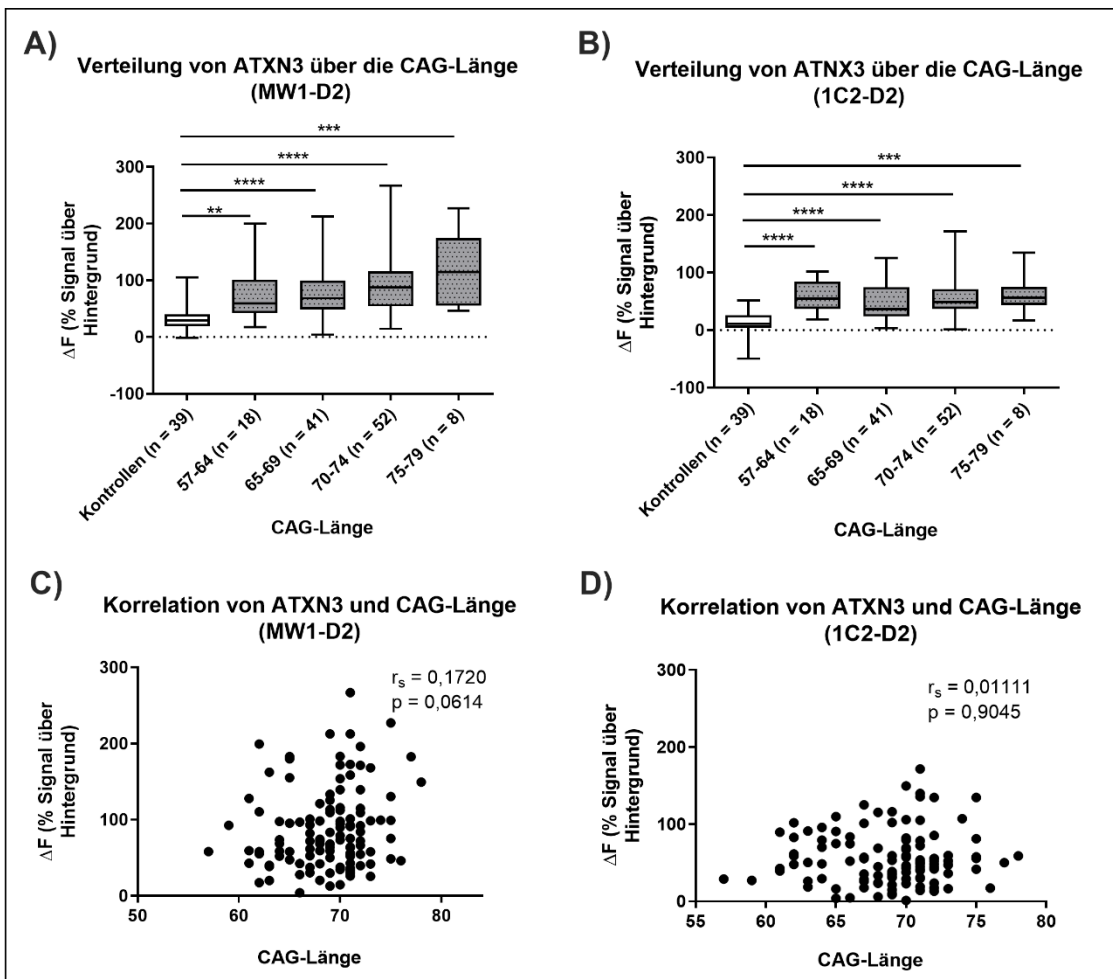 A)
Verteilung von ATXN3 über die CAG-Länge
(MW1-D2)
***
****
****
**
300
200
100
0
-100
ΔF (% Signal über
Hintergrund)
Kontrollen (n = 39)
57-64 (n = 18)
65-69 (n = 41)
70-74 (n = 52)
75-79 (n = 8)
CAG-Länge
B)
Verteilung von ATNX3 über die CAG-Länge
(1C2-D2)
***
****
****
****
300
200
100
0
-100
ΔF (% Signal über
Hintergrund)
Kontrollen (n = 39)
57-64 (n = 18)
65-69 (n = 41)
70-74 (n = 52)
75-79 (n = 8)
CAG-Länge
C)
Korrelation von ATXN3 und CAG-Länge
(MW1-D2)
rs = 0,1720
p = 0,0614
300
200
100
0
ΔF (% Signal über
Hintergrund)
50 60 70 80
CAG-Länge
D)
Korrelation von ATXN3 und CAG-Länge
(1C2-D2)
rs = 0,01111
p = 0,9045
300
200
100
0
ΔF (% Signal über
Hintergrund)
55 60 65 70 75 80
CAG-Länge